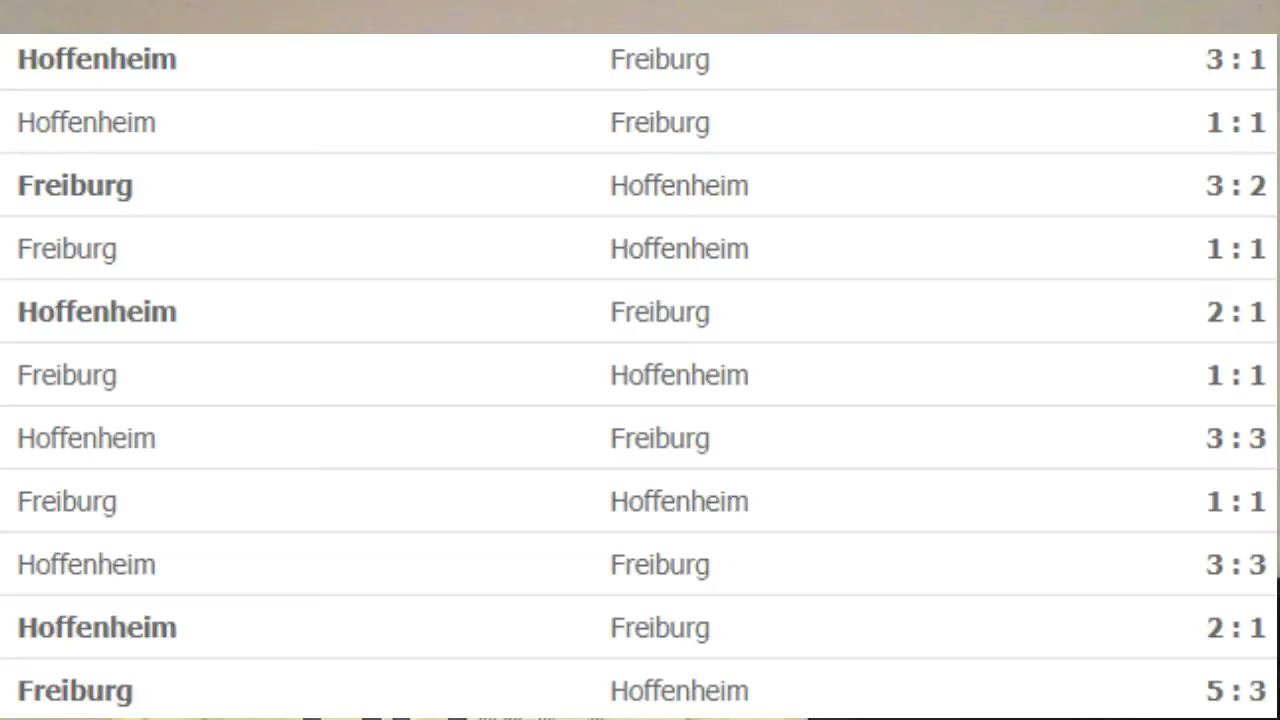 Hoffenheim Freiburg 3 : 1
Hoffenheim Freiburg 1 : 1
Freiburg Hoffenheim 3 : 2
Freiburg Hoffenheim 1 : 1
Hoffenheim Freiburg 2 : 1
Freiburg Hoffenheim 1 : 1
Hoffenheim Freiburg 3 : 3
Freiburg Hoffenheim 1 : 1
Hoffenheim Freiburg 3 : 3
Hoffenheim Freiburg 2 : 1
Freiburg Hoffenheim 5 : 3